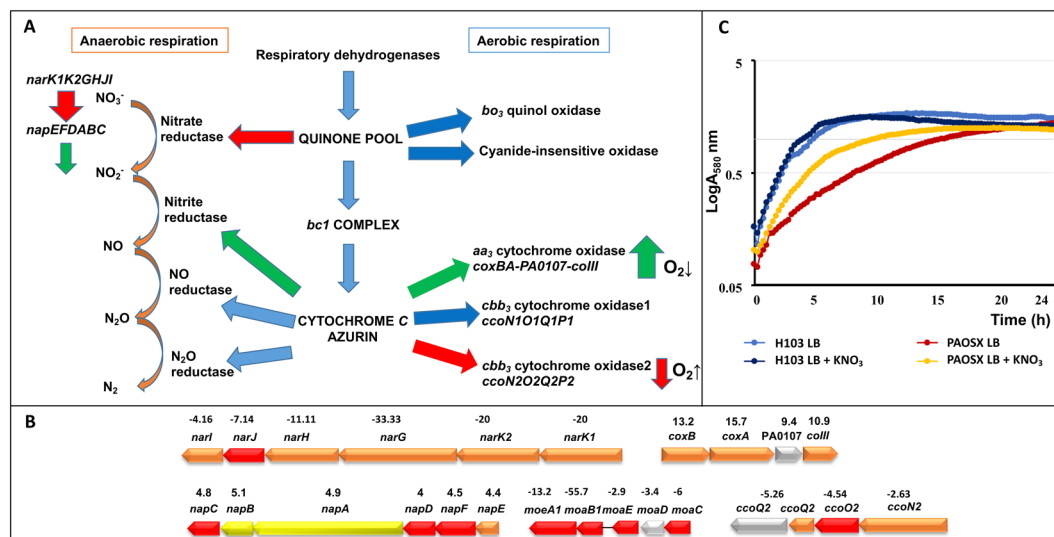 A
Anaerobic respiration
Aerobic respiration
Respiratory dehydrogenases
narK1K2GHJI
NO₃⁻
napEFDABC
Nitrate
reductase
QUINONE POOL
bo₃ quinol oxidase
Cyanide-insensitive oxidase
NO₂⁻
Nitrite
reductase
bc1 COMPLEX
NO
NO
reductase
aa₃ cytochrome oxidase
coxBA-PA0107-colII
O₂↓
N₂O
CYTOCHROME C
AZURIN
cbb₃ cytochrome oxidase1
ccoN1O1Q1P1
N₂O
reductase
N₂
cbb₃ cytochrome oxidase2
ccoN2O2Q2P2
O₂↑
C
LogA₅₈₀ nm
5
0.5
0.05
0 5 10 15 20 24
Time (h)
H103 LB
PAOSX LB
H103 LB + KNO₃
PAOSX LB + KNO₃
B
-4.16 -7.14 -11.11 -33.33 -20 -20
narI narJ narH narG narK2 narK1
13.2 15.7 9.4 10.9
coxB coxA PA0107 colII
4.8 5.1 4.9 4 4.5 4.4
napC napB napA napD napF napE
-13.2 -55.7 -2.9 -3.4 -6
moeA1 moaB1 moaE moaD moaC
-5.26 -4.54 -2.63
ccoQ2 ccoQ2 ccoO2 ccoN2